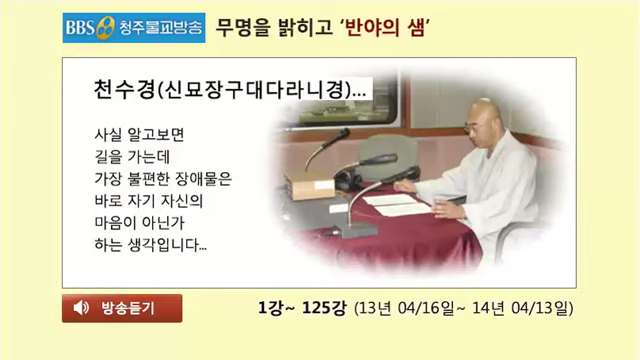 BBS 청주불교방송 무명을 밝히고 ‘반야의 샘’
천수경(신묘장구대다라니경)...
사실 알고보면
길을 가는데
가장 불편한 장애물은
바로 자기 자신의
마음이 아닌가
하는 생각입니다...
방송듣기 1강~ 125강 (13년 04/16일~ 14년 04/13일)